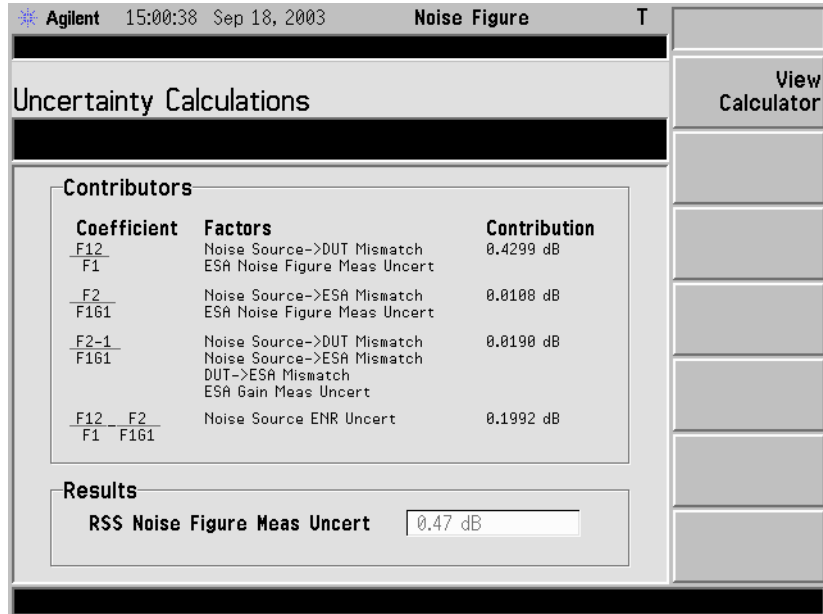 Agilent 15:00:38 Sep 18, 2003 Noise Figure T
View
Calculator
Uncertainty Calculations
Contributors
Coefficient Factors Contribution
F12 Noise Source->DUT Mismatch 0.4299 dB
F1 ESA Noise Figure Meas Uncert
F2 Noise Source->ESA Mismatch 0.0108 dB
F1G1 ESA Noise Figure Meas Uncert
F2-1 Noise Source->DUT Mismatch 0.0190 dB
F1G1 Noise Source->ESA Mismatch
DUT->ESA Mismatch
ESA Gain Meas Uncert
F12 - F2 Noise Source ENR Uncert 0.1992 dB
F1 F1G1
Results
RSS Noise Figure Meas Uncert 0.47 dB